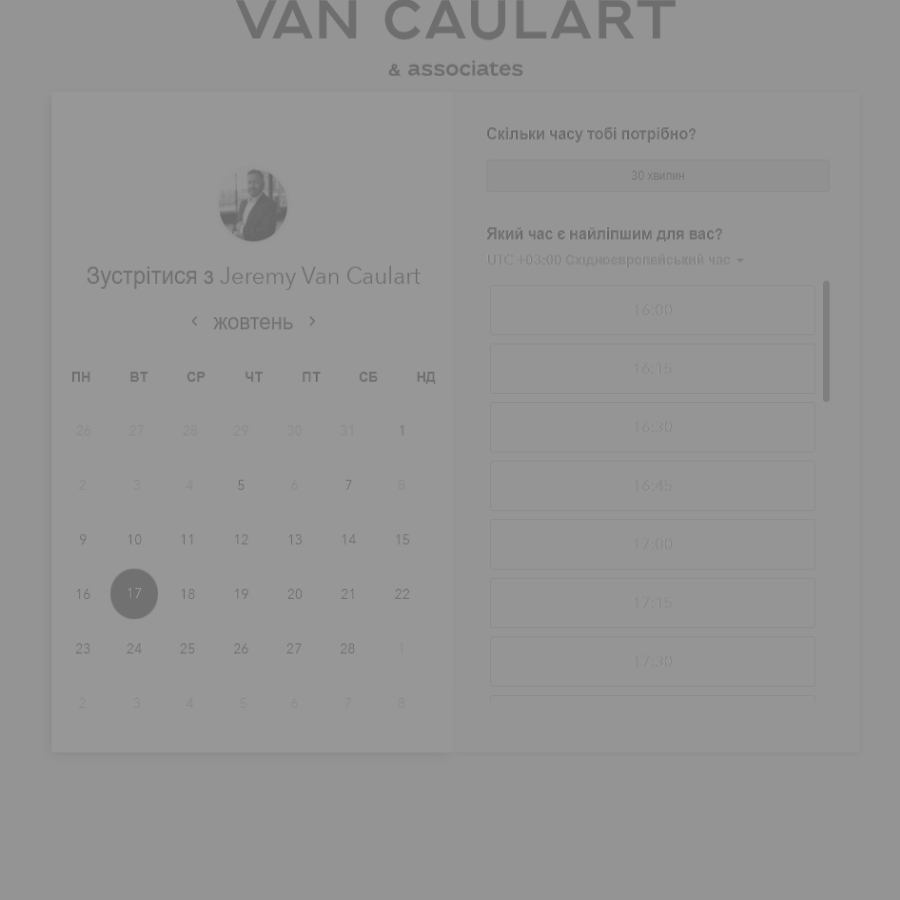 VAN CAULART
& associates
Зустрітися з Jeremy Van Caulart
жовтень
ПН ВТ СР ЧТ ПТ СБ НД
26 27 28 29 30 31 1
2 3 4 5 6 7 8
9 10 11 12 13 14 15
16 17 18 19 20 21 22
23 24 25 26 27 28 1
2 3 4 5 6 7 8
Скільки часу тобі потрібно?
30 хвилин
Який час є найліпшим для вас?
UTC +03:00 Східноєвропейський час
16:00
16:15
16:30
16:45
17:00
17:15
17:30